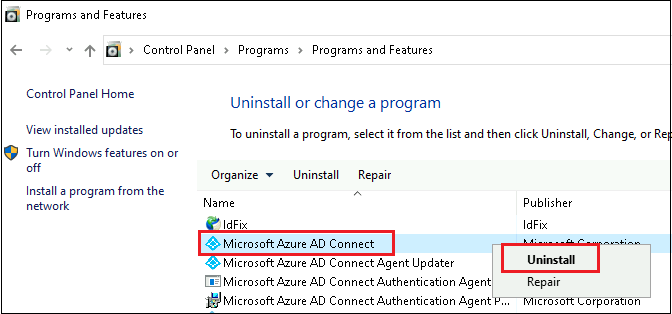 Programs and Features
Control Panel > Programs > Programs and Features
Control Panel Home
View installed updates
Turn Windows features on or
off
Install a program from the
network
Uninstall or change a program
To uninstall a program, select it from the list and then click Uninstall, Change, or Rep
Organize Uninstall Repair
Name Publisher
IdFix IdFix
Microsoft Azure AD Connect Microsoft Corporation
Microsoft Azure AD Connect Agent Updater
Microsoft Azure AD Connect Authentication Agent
Microsoft Azure AD Connect Authentication Agent P... Microsoft Corporation
Uninstall
Repair